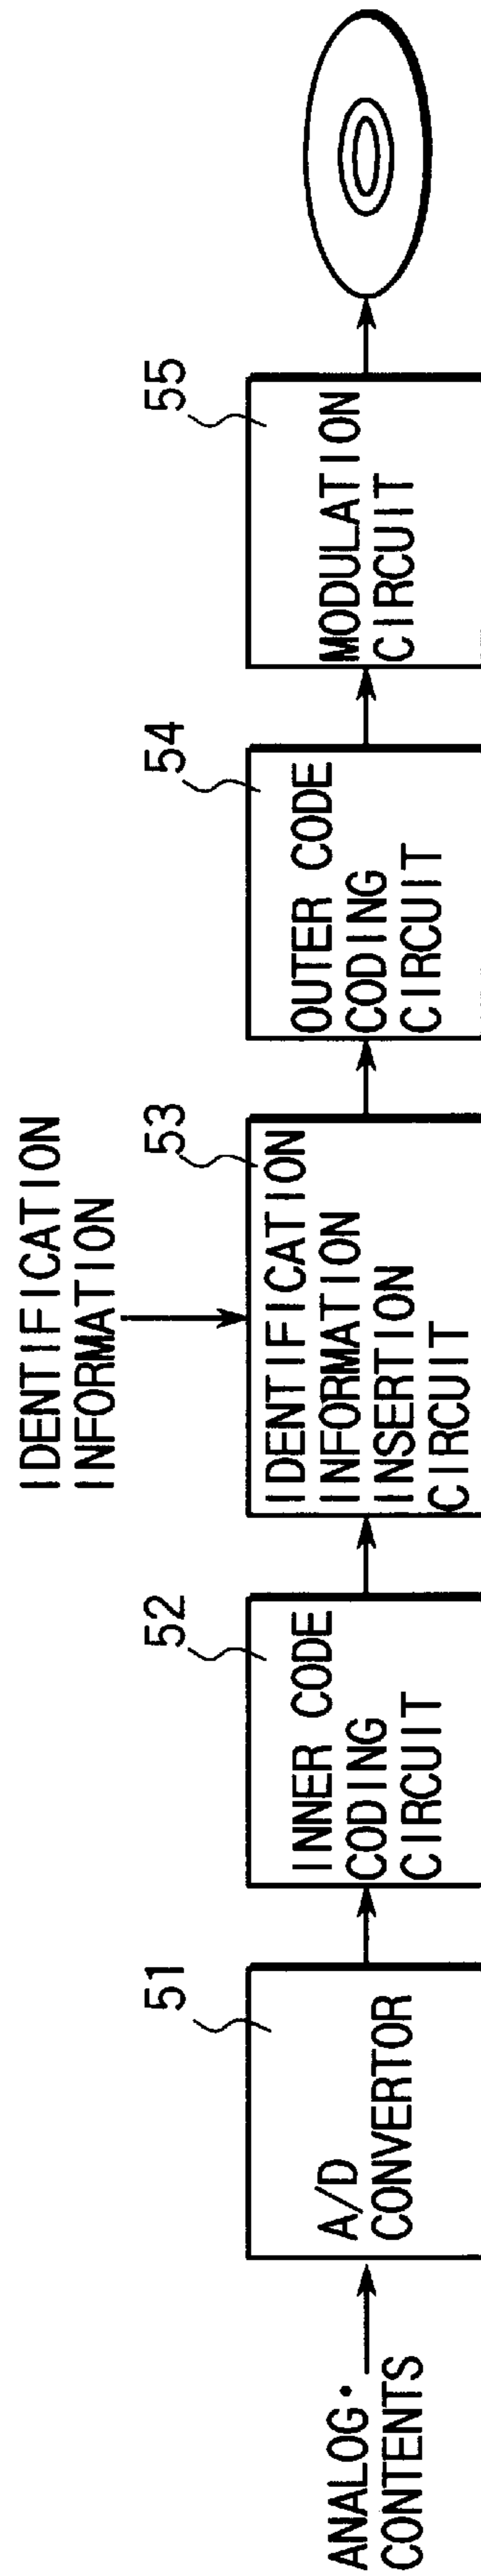 ANALOG·
CONTENTS
51
A/D
CONVERTOR
52
INNER CODE
CODING
CIRCUIT
IDENTIFICATION
INFORMATION
53
IDENTIFICATION
INFORMATION
INSERTION
CIRCUIT
54
OUTER CODE
CODING
CIRCUIT
55
MODULATION
CIRCUIT